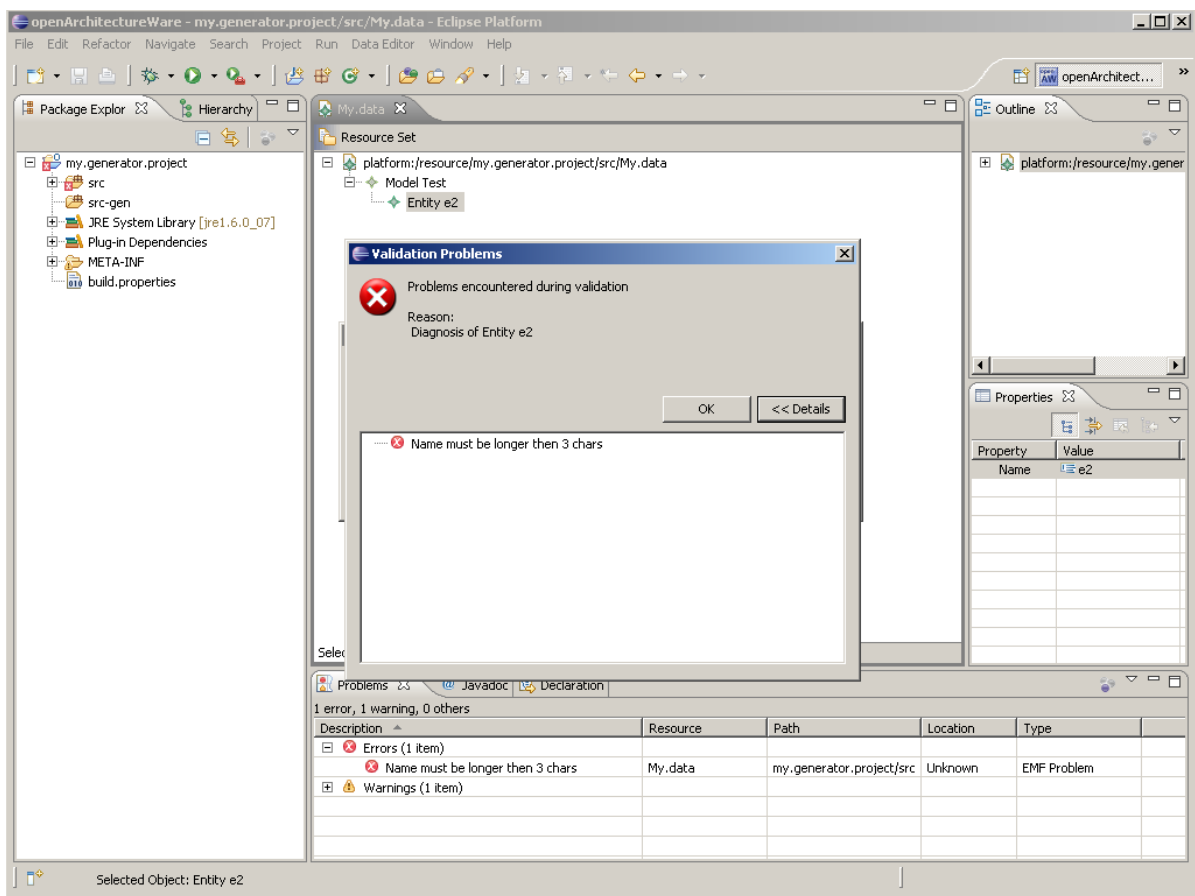 openArchitectureWare - my.generator.project/src/My.data - Eclipse Platform
File Edit Refactor Navigate Search Project Run Data Editor Window Help
openArchitect... »
Package Explor Hierarchy
my.generator.project
src
src-gen
JRE System Library [jre1.6.0_07]
Plug-in Dependencies
META-INF
build.properties
My.data
Resource Set
platform:/resource/my.generator.project/src/My.data
Model Test
Entity e2
Validation Problems
Problems encountered during validation
Reason:
Diagnosis of Entity e2
OK << Details
Name must be longer then 3 chars
Outline
platform:/resource/my.gener
Properties
Property Value
Name e2
Problems @ Javadoc Declaration
1 error, 1 warning, 0 others
Description Resource Path Location Type
Errors (1 item)
Name must be longer then 3 chars My.data my.generator.project/src Unknown EMF Problem
Warnings (1 item)
Selected Object: Entity e2